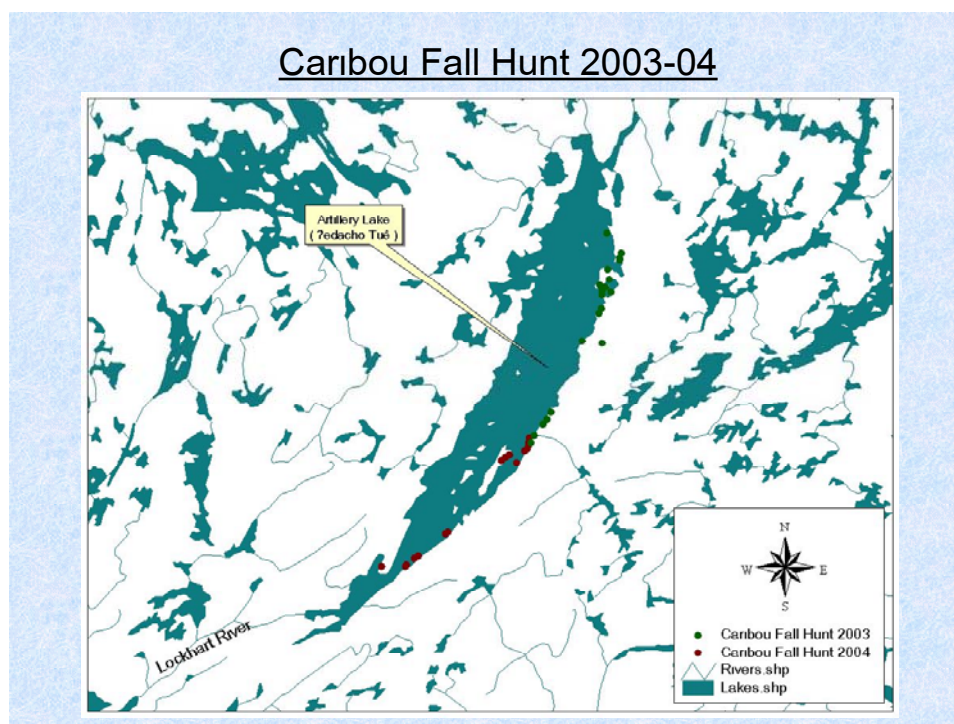 Carıbou Fall Hunt 2003-04
Artillery Lake
( ?edacho Tué )
N
W E
S
Caribou Fall Hunt 2003
Caribou Fall Hunt 2004
Rivers.shp
Lakes.shp
Lockhart River